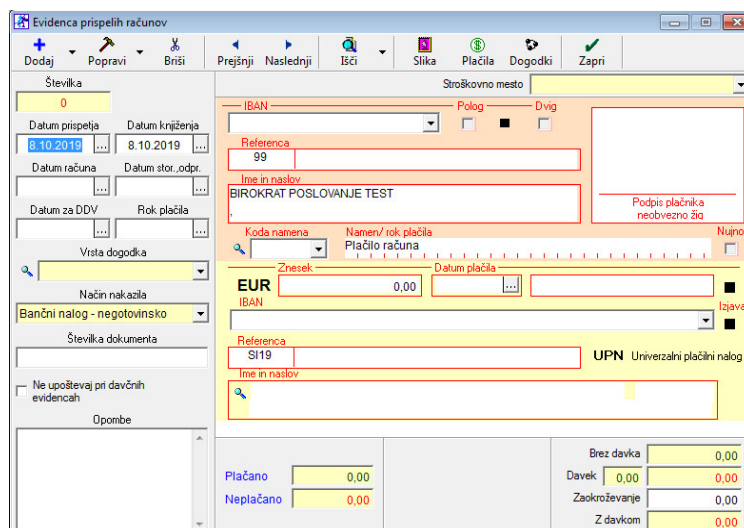 Evidenca prispelih računov
Dodaj Popravi Briši Prejšnji Naslednji Išči Slika Plačila Dogodki Zapri
Številka
0
Datum prispetja Datum knjiženja
8.10.2019 ... 8.10.2019 ...
Datum računa Datum stor.,odpr.
... ...
Datum za DDV Rok plačila
... ...
Vrsta dogodka
Način nakazila
Bančni nalog - negotovinsko
Številka dokumenta
Ne upoštevaj pri davčnih
evidencah
Opombe
Stroškovno mesto
IBAN Polog Dvig
Referenca
99
Ime in naslov
BIROKRAT POSLOVANJE TEST
,
Podpis plačnika
neobvezno žig
Koda namena Namen/ rok plačila Nujno
Plačilo računa
Znesek Datum plačila
EUR 0,00 ...
IBAN Izjava
Referenca
SI19 UPN Univerzalni plačilni nalog
Ime in naslov
Plačano 0,00
Neplačano 0,00
Brez davka 0,00
Davek 0,00 0,00
Zaokroževanje 0,00
Z davkom 0,00